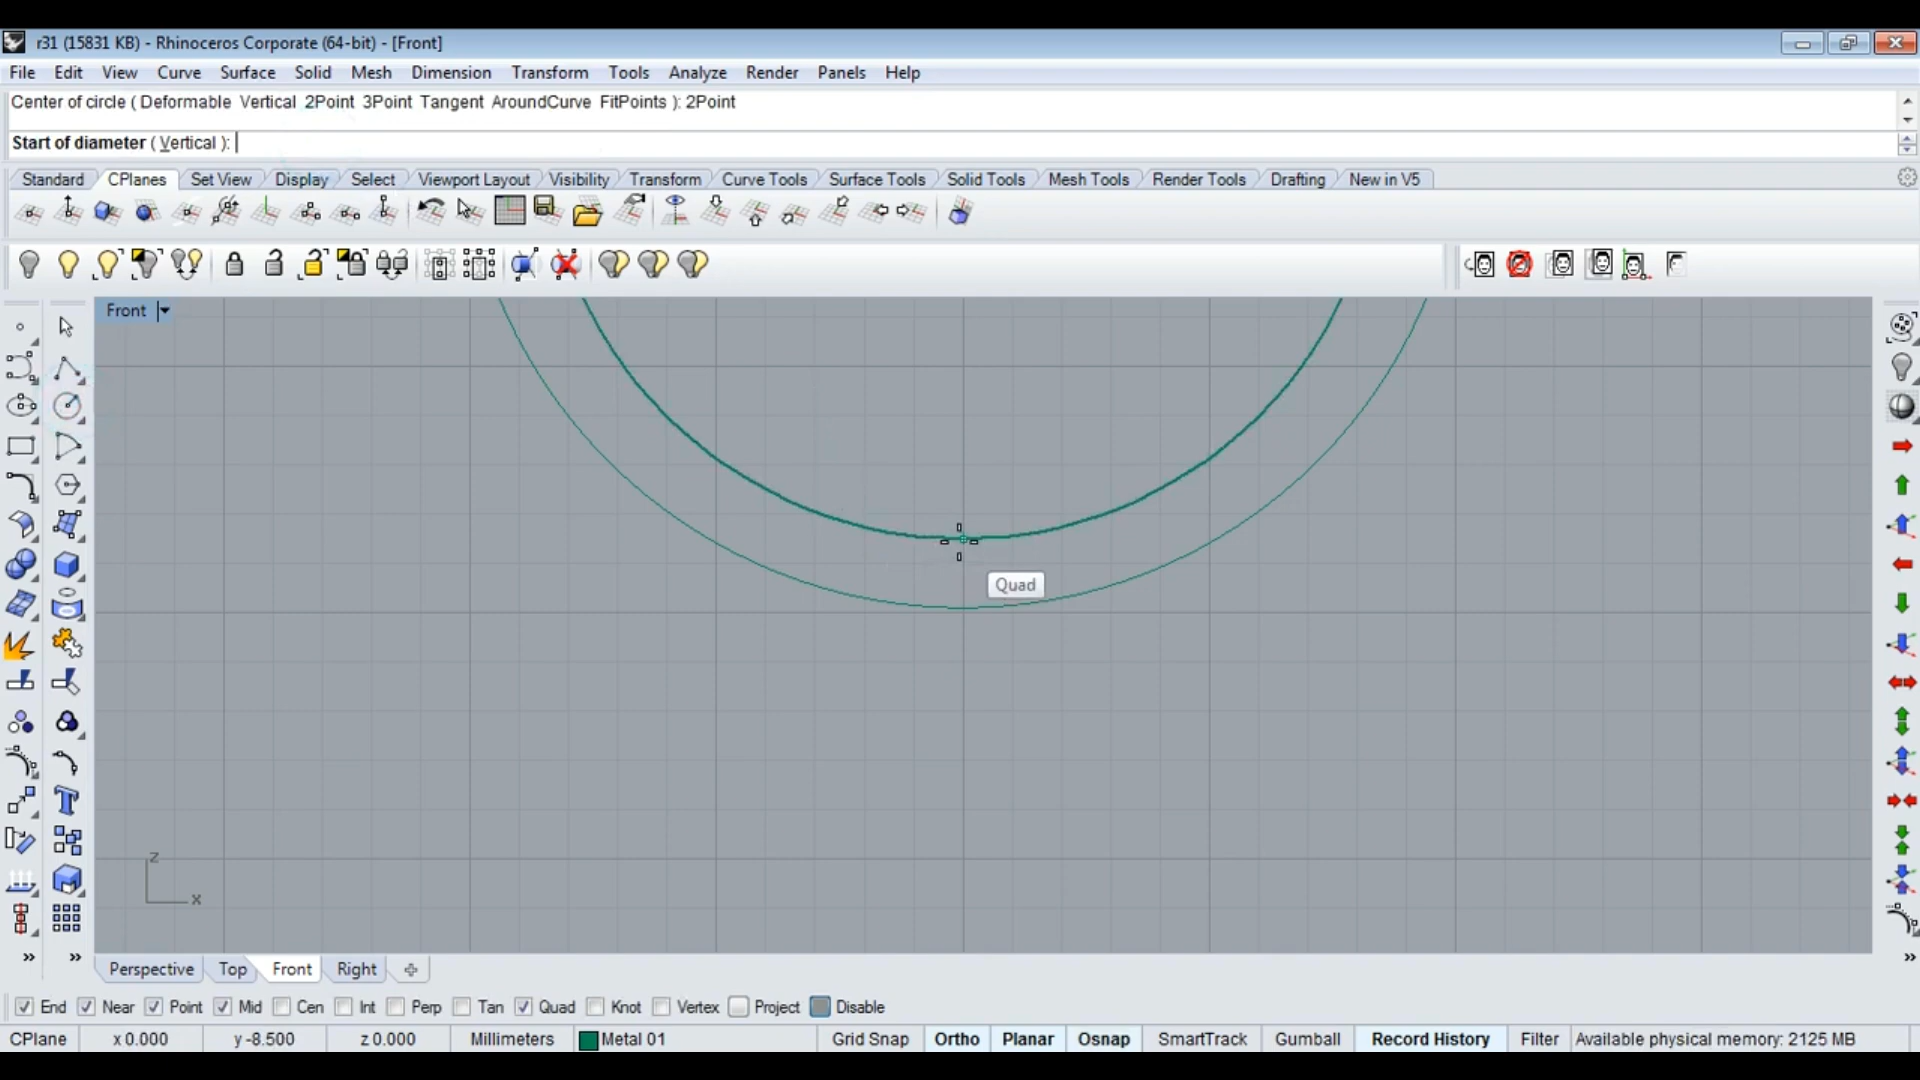 r31 (15831 KB) - Rhinoceros Corporate (64-bit) - [Front]
File Edit View Curve Surface Solid Mesh Dimension Transform Tools Analyze Render Panels Help
Center of circle ( Deformable Vertical 2Point 3Point Tangent AroundCurve FitPoints ): 2Point
Start of diameter ( Vertical ):
Standard CPlanes Set View Display Select Viewport Layout Visibility Transform Curve Tools Surface Tools Solid Tools Mesh Tools Render Tools Drafting New in V5
Front
Quad
z
x
Perspective Top Front Right
End Near Point Mid Cen Int Perp Tan Quad Knot Vertex Project Disable
CPlane x 0.000 y -8.500 z 0.000 Millimeters Metal 01 Grid Snap Ortho Planar Osnap SmartTrack Gumball Record History Filter Available physical memory: 2125 MB